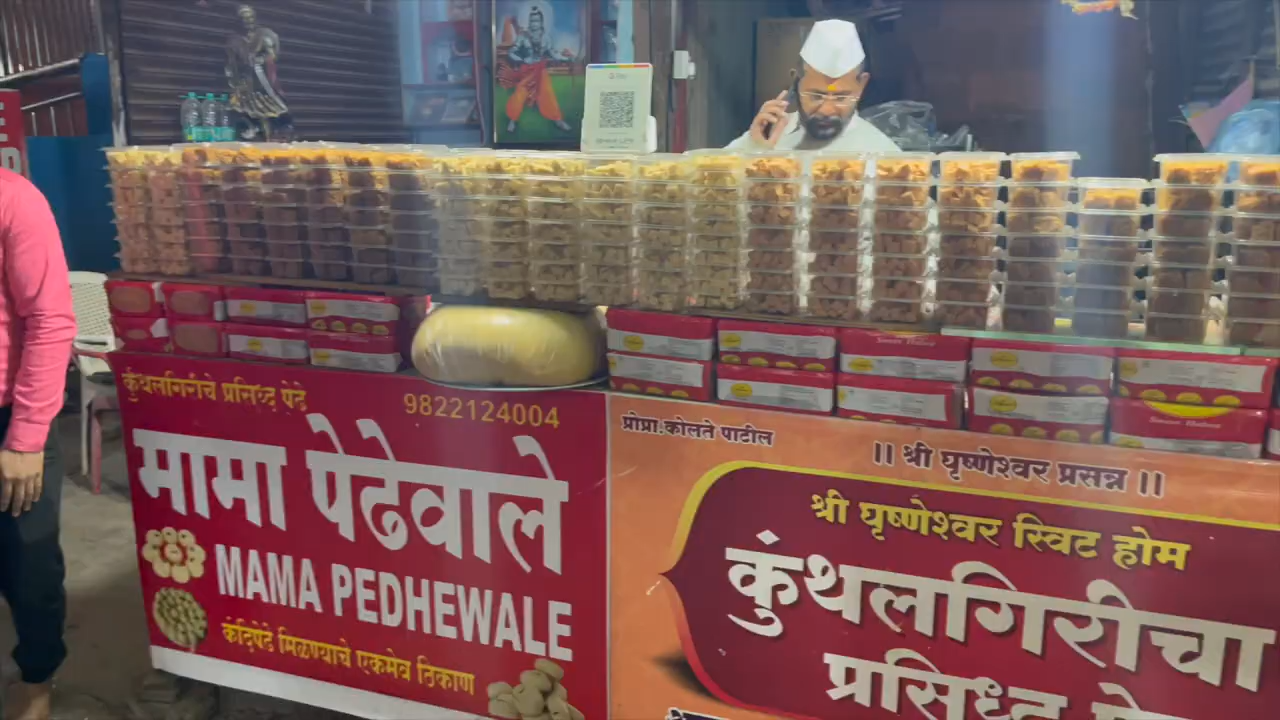 कुंथलगिरीचे प्रसिध्द पेढे
9822124004
मामा पेढेवाले
MAMA PEDHEWALE
कंदिपेढे मिळण्याचे एकमेव ठिकाण
प्रोप्रा.कोलते पाटील
|| श्री घृष्णेश्वर प्रसन्न ||
श्री घृष्णेश्वर स्विट होम
कुंथलगिरीचा
प्रसिध्द